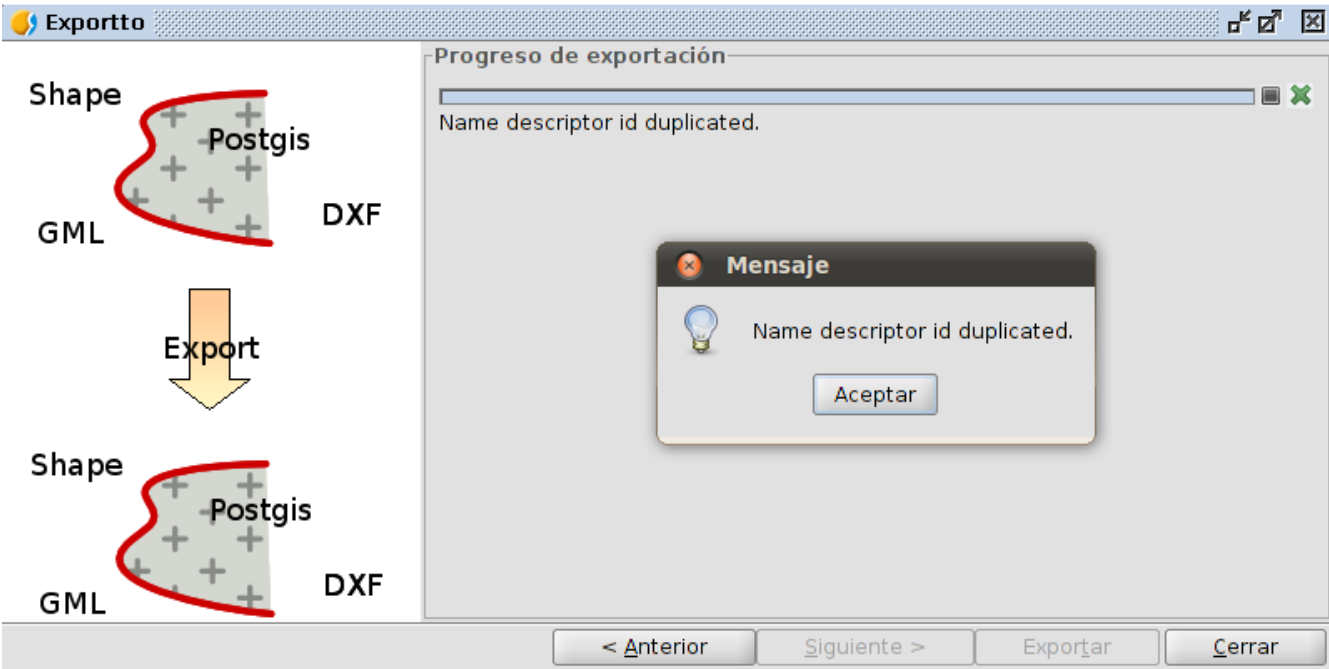 Exportto
Shape
Postgis
GML
DXF
Export
Shape
Postgis
GML
DXF
Progreso de exportación
Name descriptor id duplicated.
Mensaje
Name descriptor id duplicated.
Aceptar
< Anterior
Siguiente >
Exportar
Cerrar